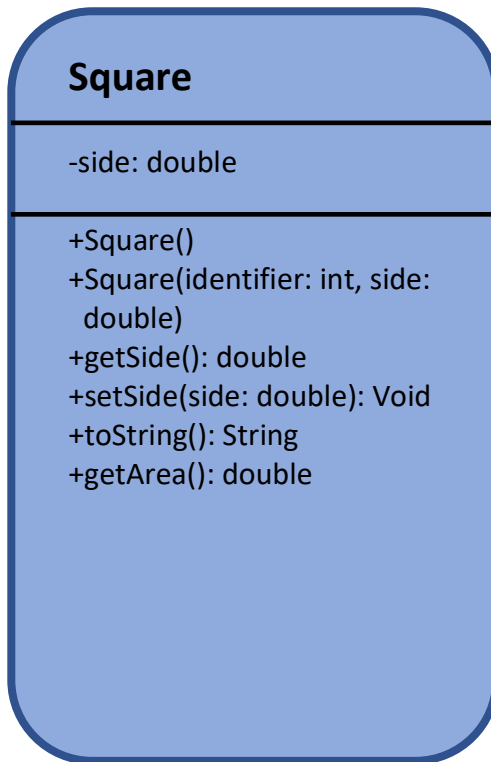 Square
-side: double
+Square()
+Square(identifier: int, side:
double)
+getSide(): double
+setSide(side: double): Void
+toString(): String
+getArea(): double